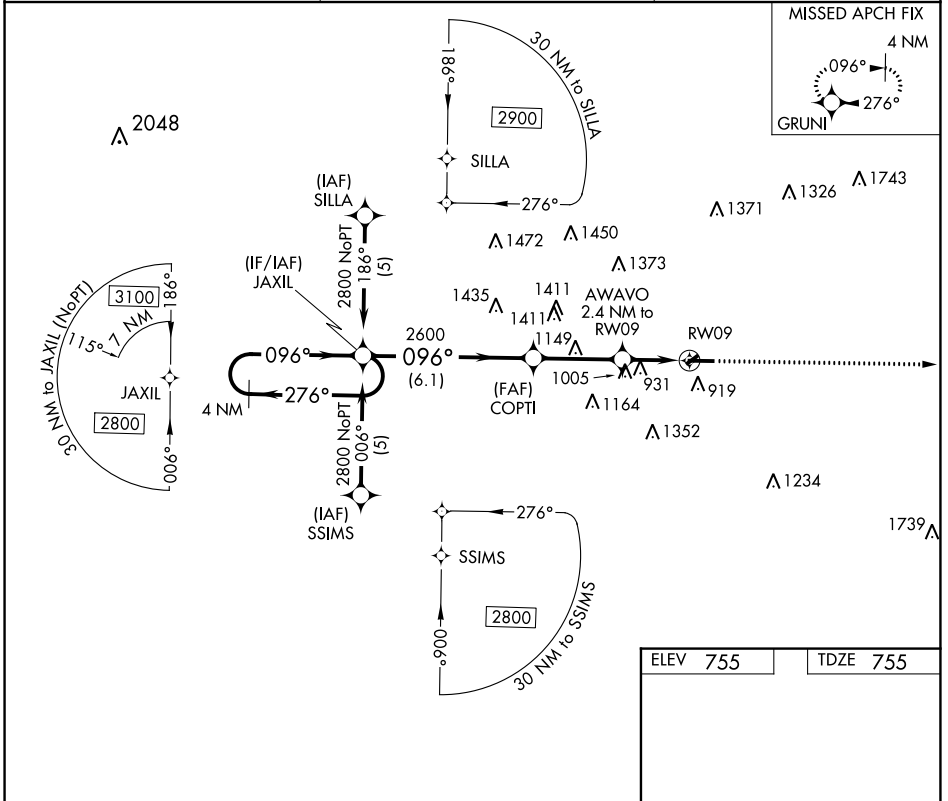 MISSED APCH FIX
4 NM
096°
276°
GRUNI
2048
186°
30 NM to SILLA
2900
SILLA
276°
(IAF)
SILLA
2800 NoPT
186°
(5)
1743
1326
1371
1472
1450
1373
(IF/IAF)
JAXIL
1435
1411
1411
1149
AWAVO
2.4 NM to
RW09
RW09
30 NM to JAXIL (NoPT)
3100
186°
115°
7 NM
JAXIL
2800
006°
096°
276°
4 NM
2600
096°
(6.1)
(FAF)
COPTI
1005
931
919
1164
1352
2800 NoPT
006°
(5)
(IAF)
SSIMS
1234
1739
276°
SSIMS
2800
006°
30 NM to SSIMS
ELEV 755
TDZE 755